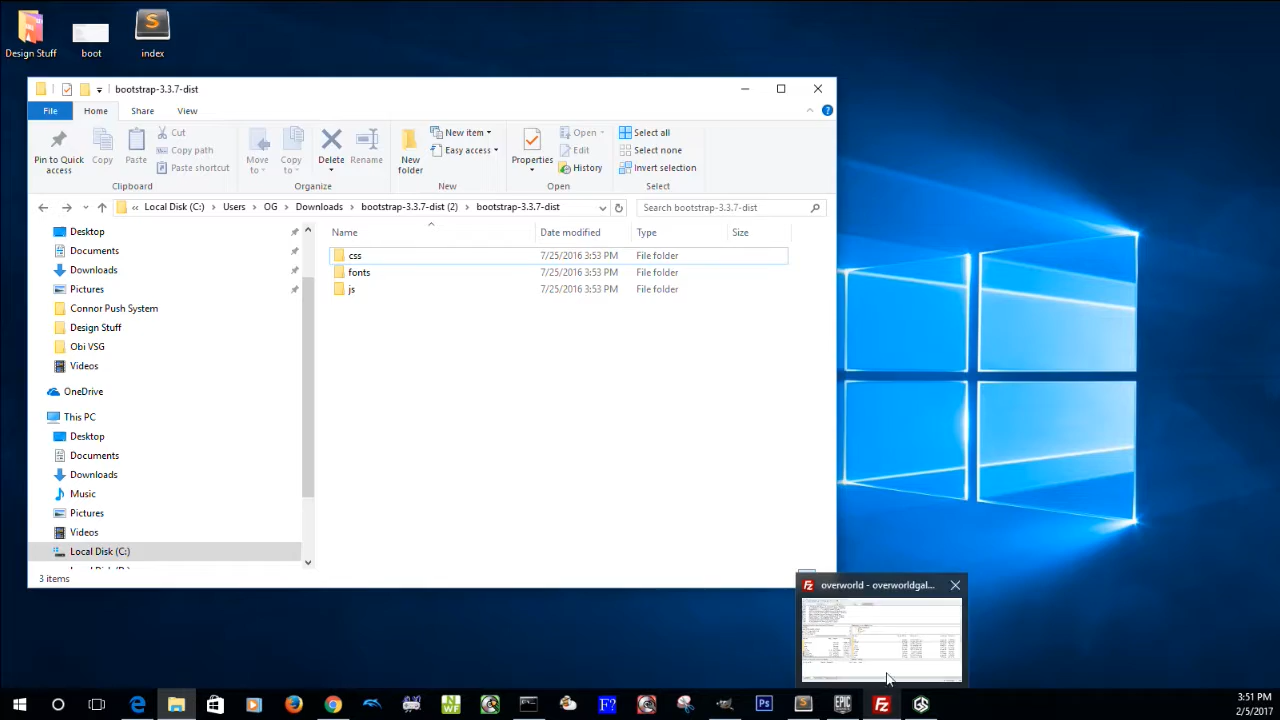 Design Stuff
boot
index
bootstrap-3.3.7-dist
File
Home
Share
View
Pin to Quick access
Copy
Paste
Cut
Copy path
Paste shortcut
Clipboard
Move to
Copy to
Delete
Rename
Organize
New folder
New item
Easy access
New
Properties
Open
Edit
History
Open
Select all
Select none
Invert selection
Select
« Local Disk (C:) > Users > OG > Downloads > bootstrap-3.3.7-dist (2) > bootstrap-3.3.7-dist
Search bootstrap-3.3.7-dist
Name Date modified Type Size
css 7/25/2016 3:53 PM File folder
fonts 7/25/2016 3:53 PM File folder
js 7/25/2016 3:53 PM File folder
Desktop
Documents
Downloads
Pictures
Connor Push System
Design Stuff
Obi VSG
Videos
OneDrive
This PC
Desktop
Documents
Downloads
Music
Pictures
Videos
Local Disk (C:)
3 items
overworld - overworldgal...
3:51 PM
2/5/2017